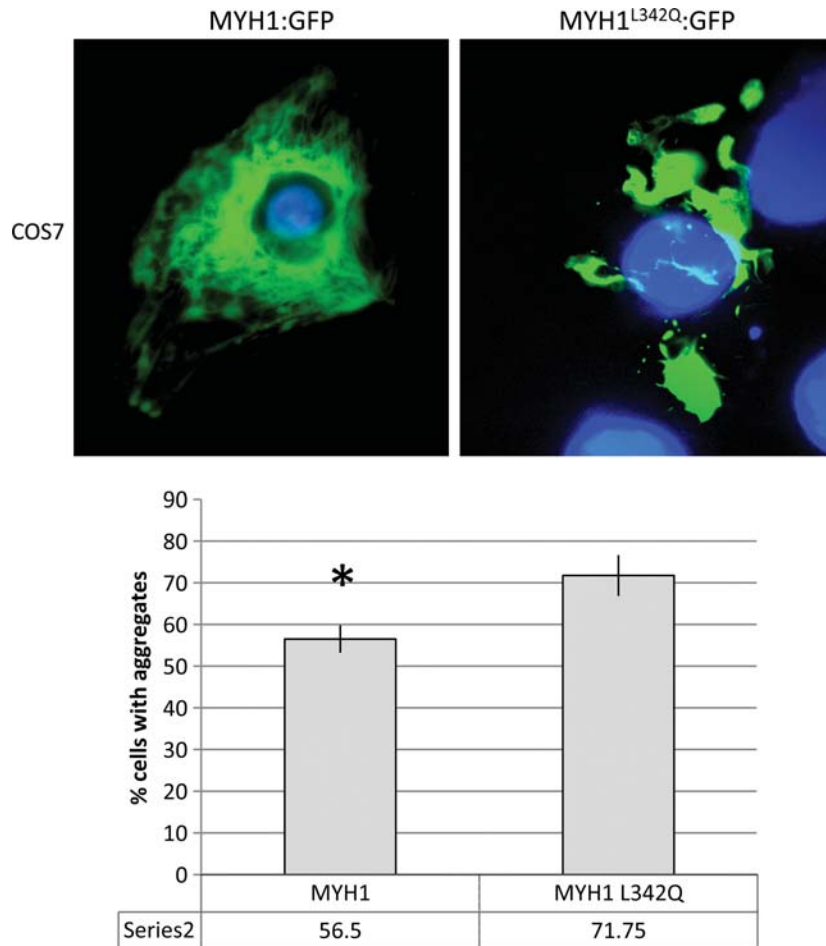 MYH1:GFP MYH1L342Q:GFP
COS7
90
80
70
60
50
40
30
20
10
0
% cells with aggregates
*
MYH1 MYH1 L342Q
Series2 56.5 71.75